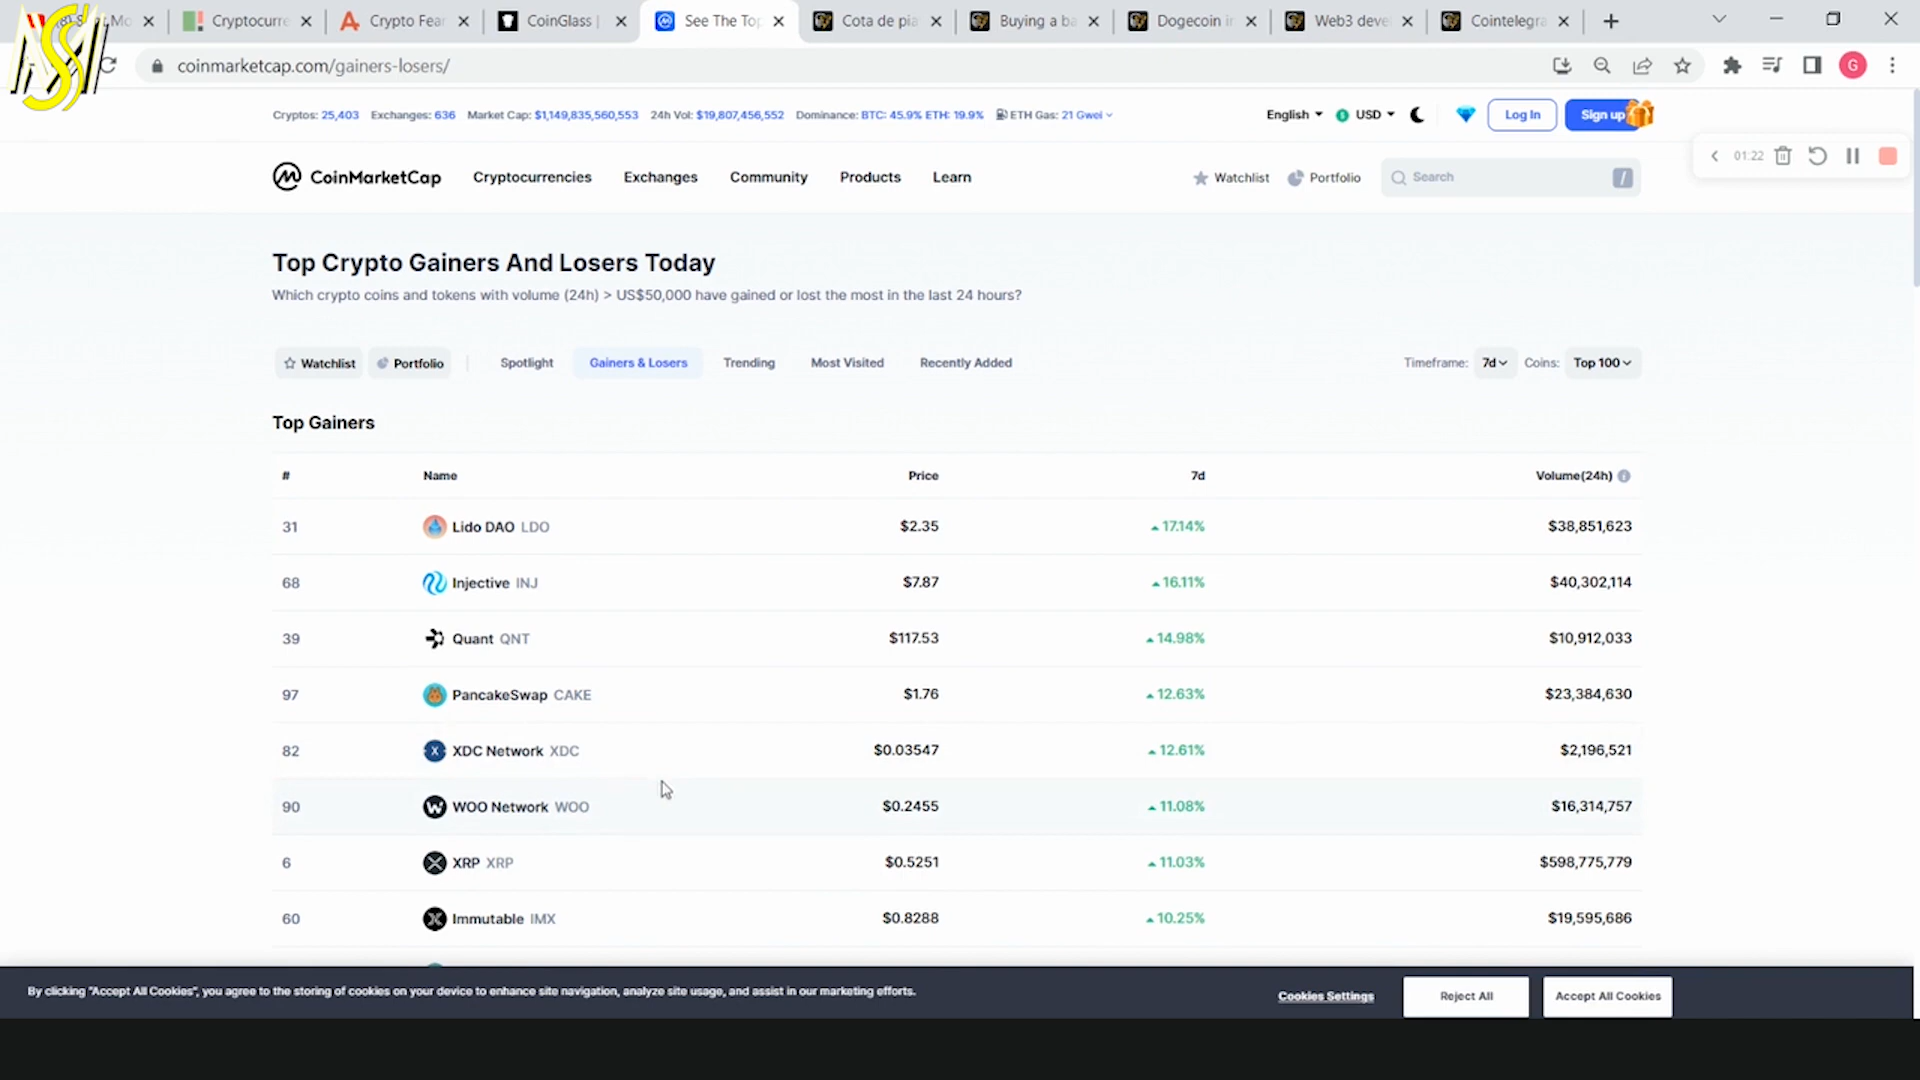 Cryptocurre
Crypto Fear
CoinGlass |
See The Top
Cota de pia
Buying a ba
Dogecoin i
Web3 deve
Cointelegra
coinmarketcap.com/gainers-losers/
G
Cryptos: 25,403 Exchanges: 636 Market Cap: $1,149,835,560,553 24h Vol: $19,807,456,552 Dominance: BTC: 45.9% ETH: 19.9% ETH Gas: 21 Gwei
English USD Log In Sign up
01:22
CoinMarketCap Cryptocurrencies Exchanges Community Products Learn Watchlist Portfolio Search /
Top Crypto Gainers And Losers Today
Which crypto coins and tokens with volume (24h) > US$50,000 have gained or lost the most in the last 24 hours?
Watchlist Portfolio Spotlight Gainers & Losers Trending Most Visited Recently Added Timeframe: 7d Coins: Top 100
Top Gainers
# Name Price 7d Volume(24h)
31 Lido DAO LDO $2.35 17.14% $38,851,623
68 Injective INJ $7.87 16.11% $40,302,114
39 Quant QNT $117.53 14.98% $10,912,033
97 PancakeSwap CAKE $1.76 12.63% $23,384,630
82 XDC Network XDC $0.03547 12.61% $2,196,521
90 WOO Network WOO $0.2455 11.08% $16,314,757
6 XRP XRP $0.5251 11.03% $598,775,779
60 Immutable IMX $0.8288 10.25% $19,595,686
By clicking "Accept All Cookies", you agree to the storing of cookies on your device to enhance site navigation, analyze site usage, and assist in our marketing efforts.
Cookies Settings Reject All Accept All Cookies